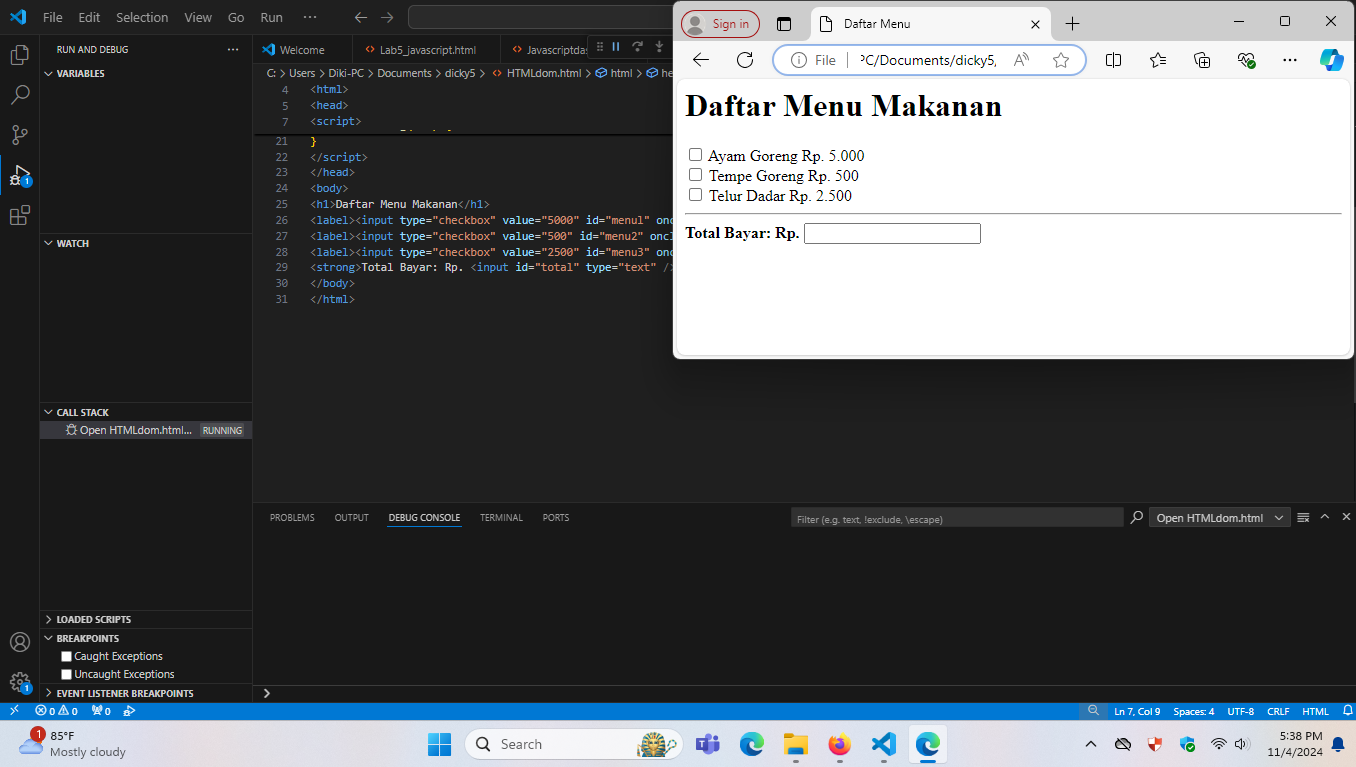 File Edit Selection View Go Run ···
RUN AND DEBUG ···
VARIABLES
WATCH
CALL STACK
Open HTMLdom.html... RUNNING
LOADED SCRIPTS
BREAKPOINTS
Caught Exceptions
Uncaught Exceptions
EVENT LISTENER BREAKPOINTS
1
1
Welcome
Lab5_javascript.html
Javascriptdas
C: > Users > Diki-PC > Documents > dicky5 > HTMLdom.html > html > he
4 <html>
5 <head>
7 <script>
21 }
22 </script>
23 </head>
24 <body>
25 <h1>Daftar Menu Makanan</h1>
26 <label><input type="checkbox" value="5000" id="menu1" oncl
27 <label><input type="checkbox" value="500" id="menu2" oncl
28 <label><input type="checkbox" value="2500" id="menu3" onc
29 <strong>Total Bayar: Rp. <input id="total" type="text" />
30 </body>
31 </html>
Sign in
Daftar Menu
File PC/Documents/dicky5,
Daftar Menu Makanan
Ayam Goreng Rp. 5.000
Tempe Goreng Rp. 500
Telur Dadar Rp. 2.500
Total Bayar: Rp.
PROBLEMS OUTPUT DEBUG CONSOLE TERMINAL PORTS
Filter (e.g. text, !exclude, \escape)
Open HTMLdom.html
0 0 0
Ln 7, Col 9 Spaces: 4 UTF-8 CRLF HTML
1
85°F
Mostly cloudy
Search
5:38 PM
11/4/2024